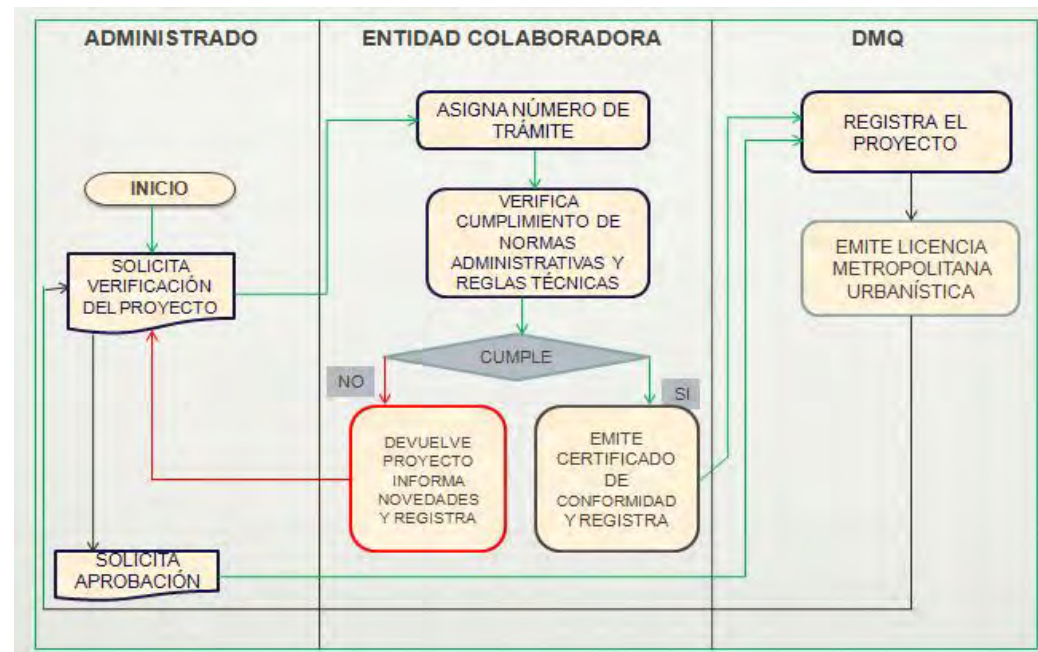 ADMINISTRADO
ENTIDAD COLABORADORA
DMQ
INICIO
SOLICITA
VERIFICACIÓN
DEL PROYECTO
SOLICITA
APROBACIÓN
ASIGNA NÚMERO DE
TRÁMITE
VERIFICA
CUMPLIMIENTO DE
NORMAS
ADMINISTRATIVAS Y
REGLAS TÉCNICAS
CUMPLE
NO
SI
DEVUELVE
PROYECTO
INFORMA
NOVEDADES
Y REGISTRA
EMITE
CERTIFICADO
DE
CONFORMIDAD
Y REGISTRA
REGISTRA EL
PROYECTO
EMITE LICENCIA
METROPOLITANA
URBANÍSTICA